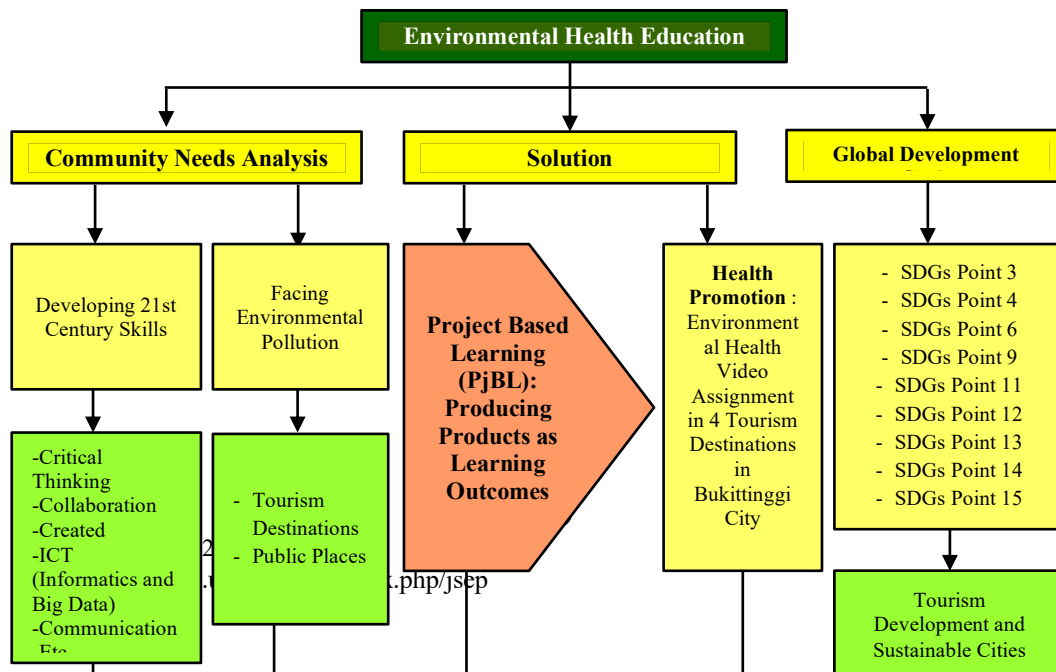 Environmental Health Education
Community Needs Analysis
Solution
Global Development
Developing 21st
Century Skills
Facing
Environmental
Pollution
Project Based
Learning
(PjBL):
Producing
Products as
Learning
Outcomes
Health
Promotion :
Environment
al Health
Video
Assignment
in 4 Tourism
Destinations
in
Bukittinggi
City
- SDGs Point 3
- SDGs Point 4
- SDGs Point 6
- SDGs Point 9
- SDGs Point 11
- SDGs Point 12
- SDGs Point 13
- SDGs Point 14
- SDGs Point 15
-Critical
Thinking
-Collaboration
-Created
-ICT
(Informatics and
Big Data)
-Communication
Etc
- Tourism
Destinations
- Public Places
.php/jsep
Tourism
Development and
Sustainable Cities